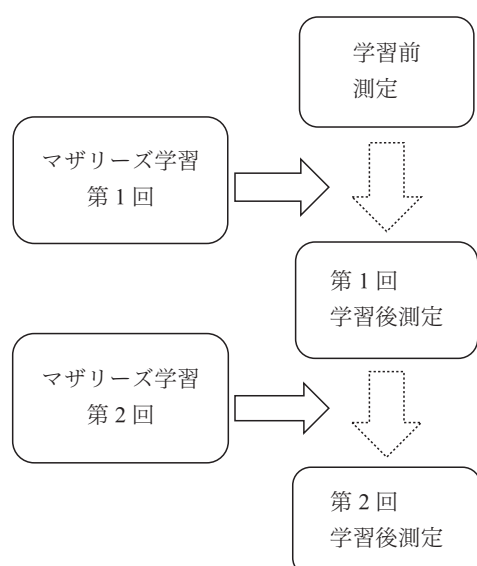 学習前
測定
マザリーズ学習
第 1 回
第 1 回
学習後測定
マザリーズ学習
第 2 回
第 2 回
学習後測定